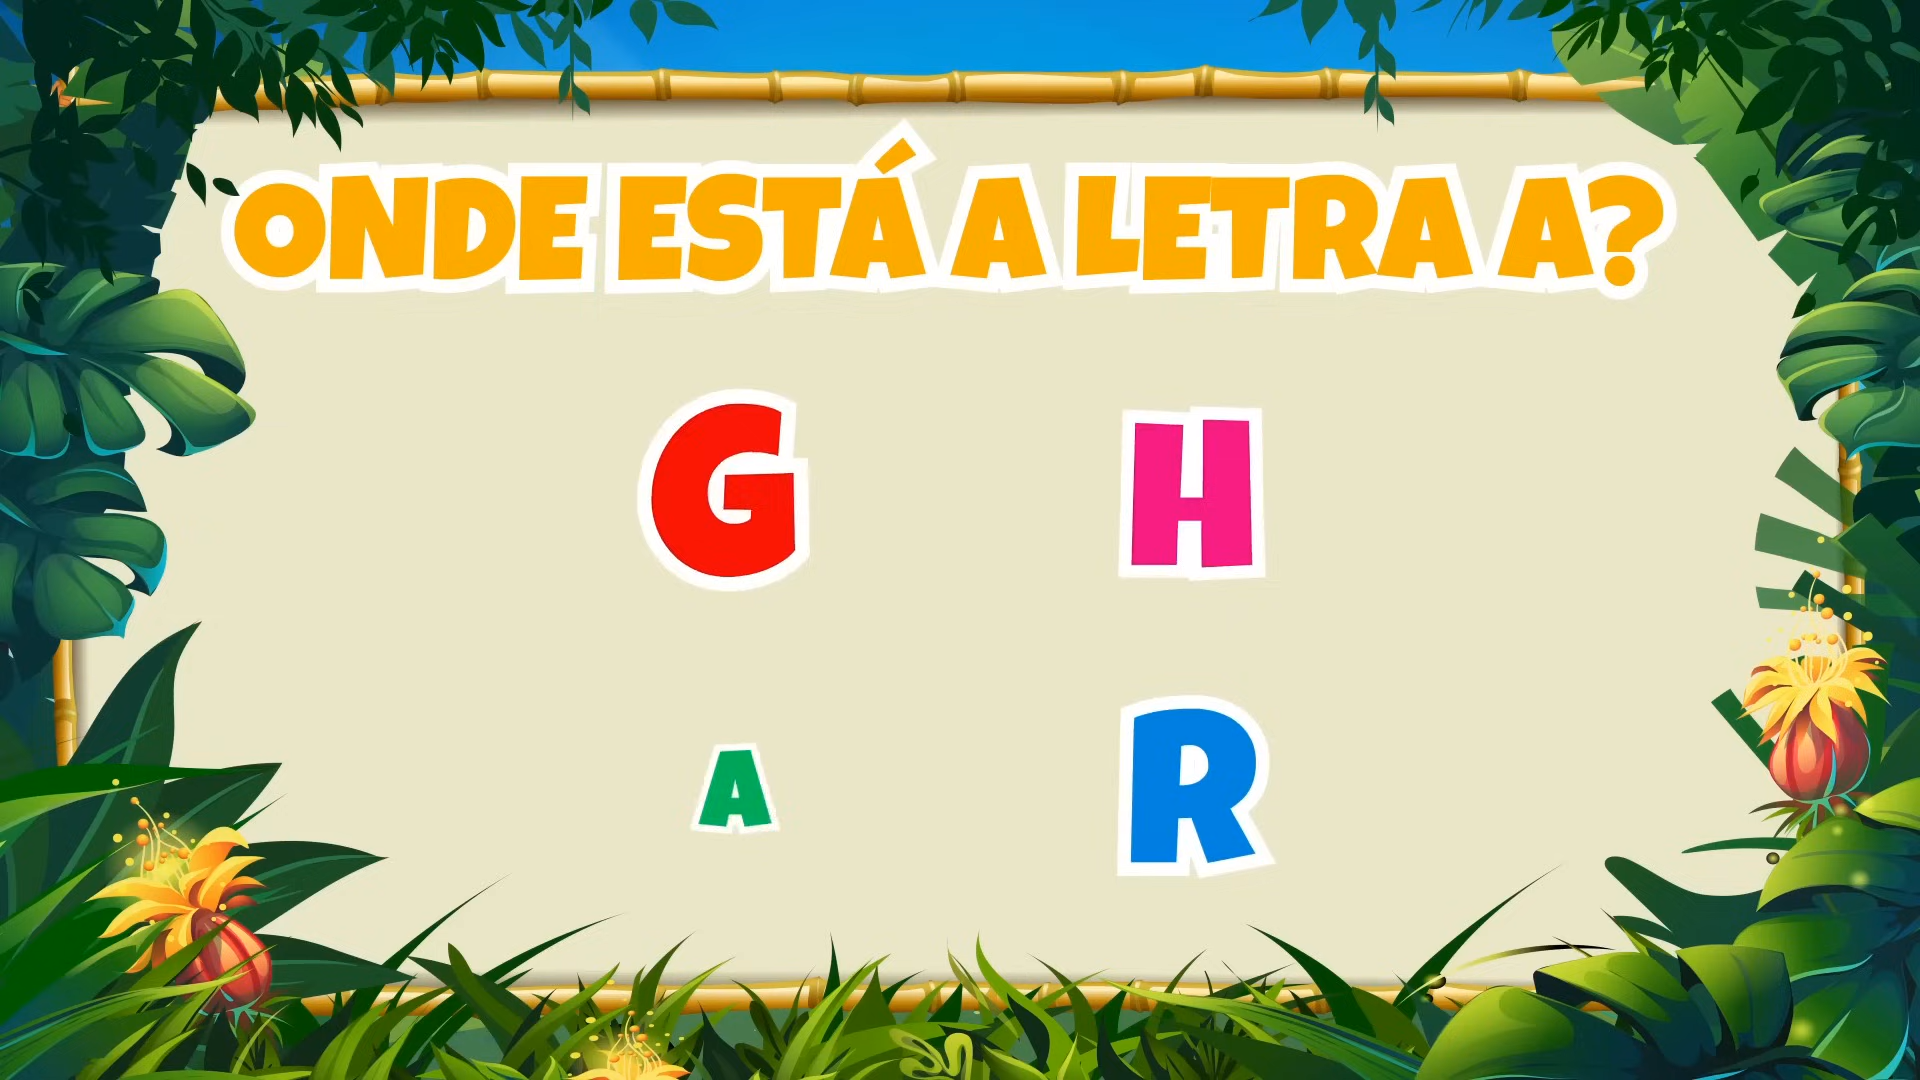 ONDE ESTÁ A LETRA A?
G H
A R